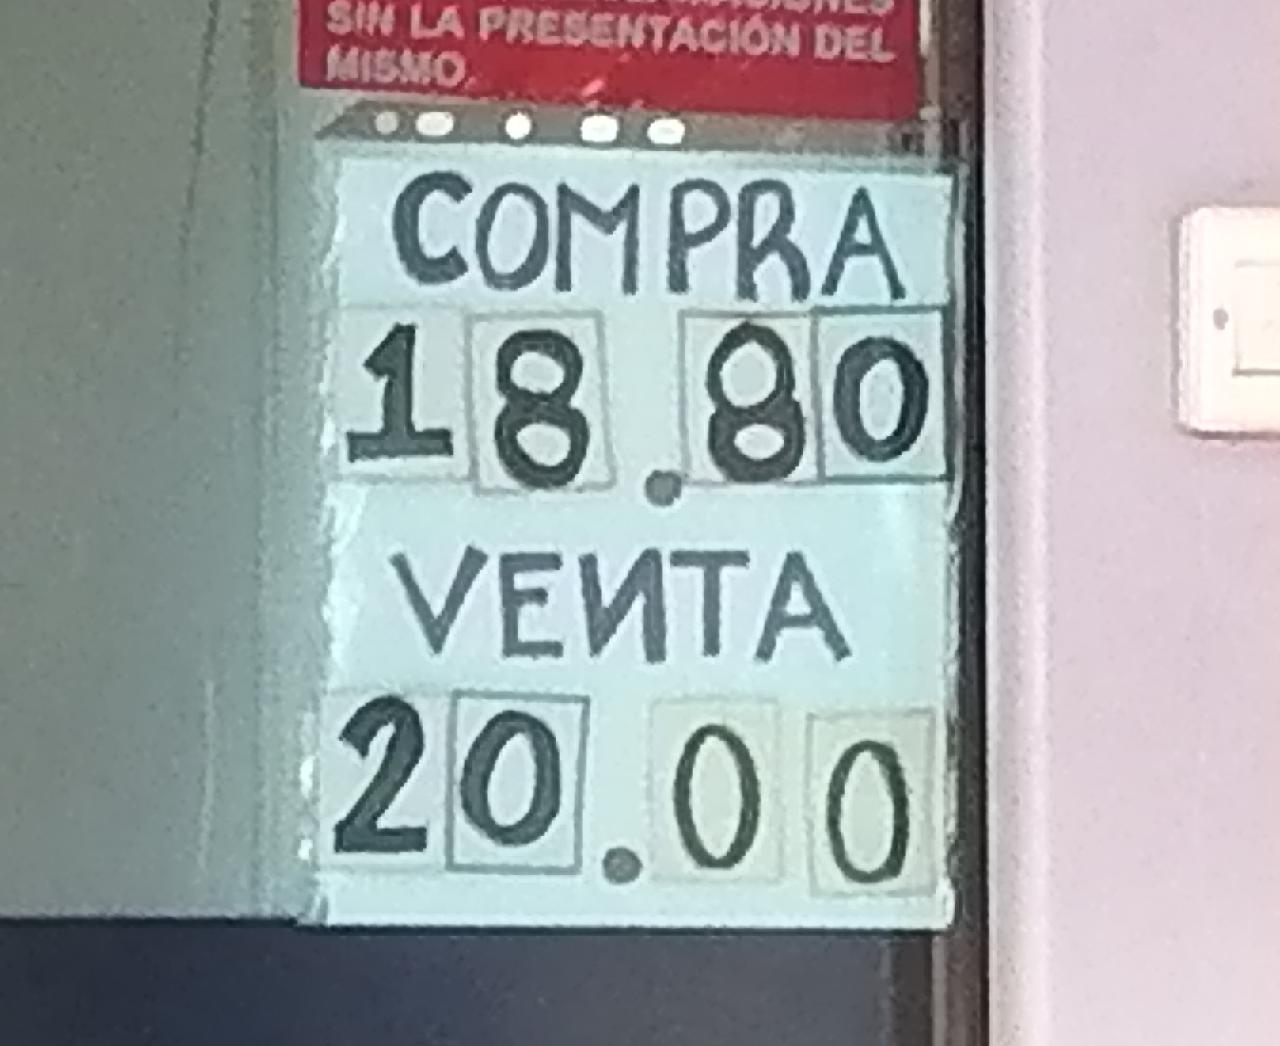 SIN LA PRESENTACIÓN DEL
MISMO.
COMPRA
18.80
VENTA
20.00